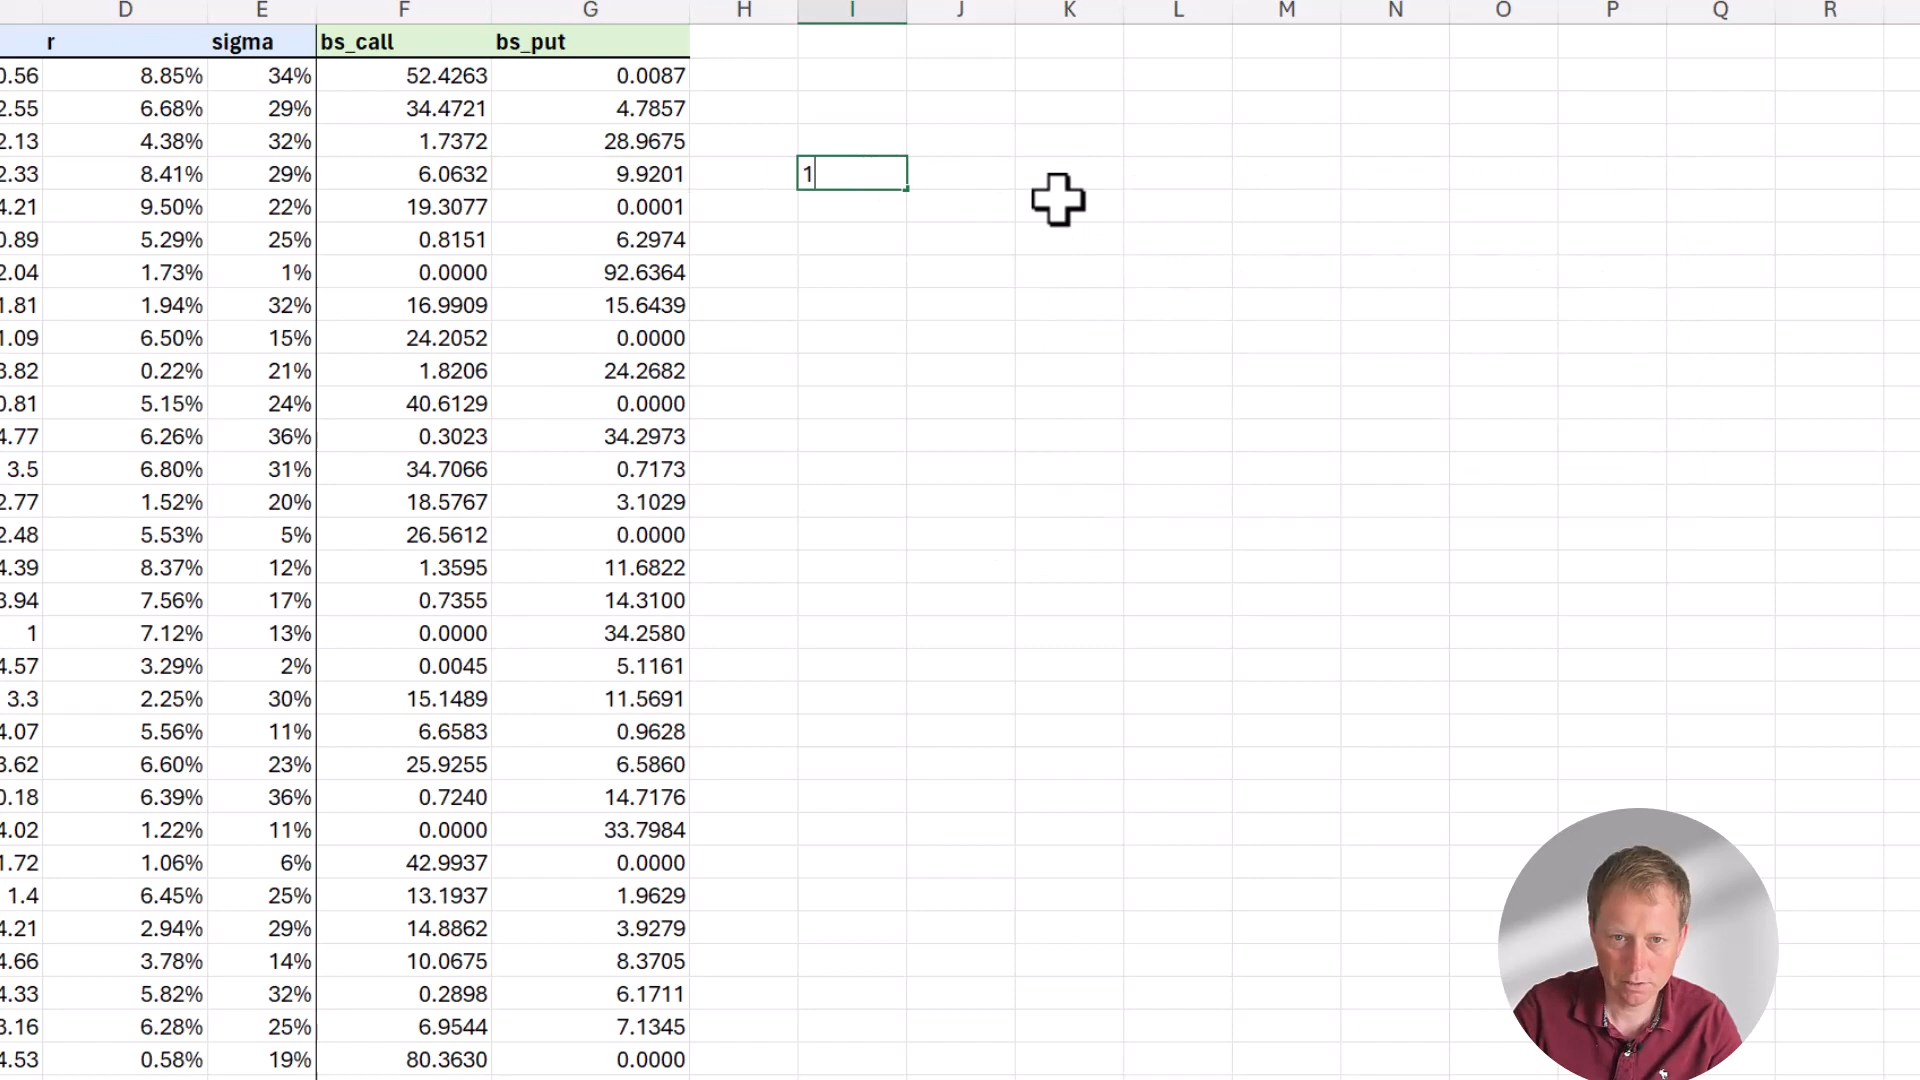 D E F G H I J K L M N O P Q R
r sigma bs_call bs_put
0.56 8.85% 34% 52.4263 0.0087
2.55 6.68% 29% 34.4721 4.7857
2.13 4.38% 32% 1.7372 28.9675
2.33 8.41% 29% 6.0632 9.9201 1
4.21 9.50% 22% 19.3077 0.0001
0.89 5.29% 25% 0.8151 6.2974
2.04 1.73% 1% 0.0000 92.6364
1.81 1.94% 32% 16.9909 15.6439
1.09 6.50% 15% 24.2052 0.0000
3.82 0.22% 21% 1.8206 24.2682
0.81 5.15% 24% 40.6129 0.0000
4.77 6.26% 36% 0.3023 34.2973
3.5 6.80% 31% 34.7066 0.7173
2.77 1.52% 20% 18.5767 3.1029
2.48 5.53% 5% 26.5612 0.0000
4.39 8.37% 12% 1.3595 11.6822
3.94 7.56% 17% 0.7355 14.3100
1 7.12% 13% 0.0000 34.2580
4.57 3.29% 2% 0.0045 5.1161
3.3 2.25% 30% 15.1489 11.5691
4.07 5.56% 11% 6.6583 0.9628
3.62 6.60% 23% 25.9255 6.5860
0.18 6.39% 36% 0.7240 14.7176
4.02 1.22% 11% 0.0000 33.7984
1.72 1.06% 6% 42.9937 0.0000
1.4 6.45% 25% 13.1937 1.9629
4.21 2.94% 29% 14.8862 3.9279
4.66 3.78% 14% 10.0675 8.3705
4.33 5.82% 32% 0.2898 6.1711
3.16 6.28% 25% 6.9544 7.1345
4.53 0.58% 19% 80.3630 0.0000